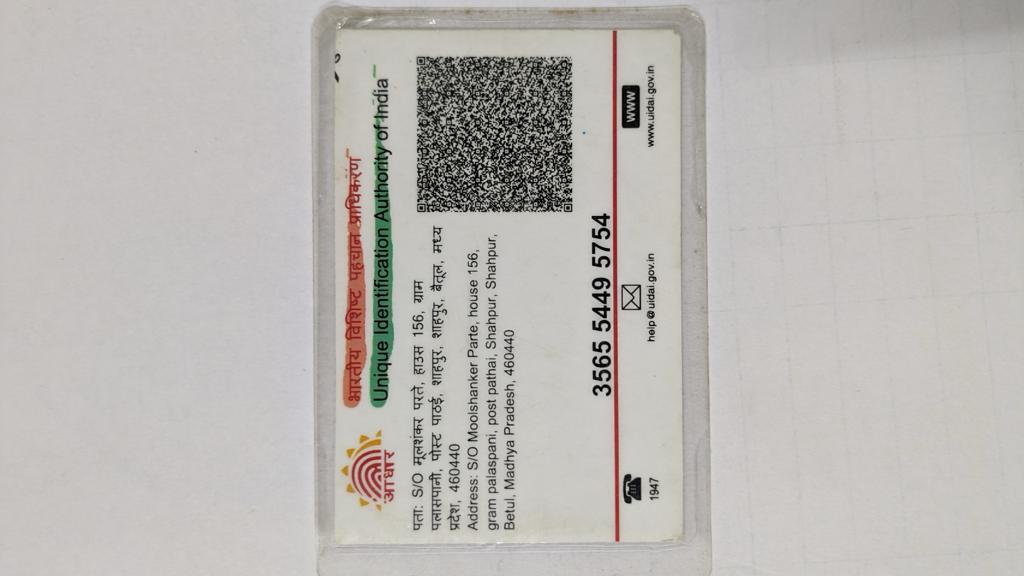 भारतीय विशिष्ट पहचान प्राधिकरण
Unique Identification Authority of India
आधार
पता: S/O मूलशंकर परते, हाउस 156, ग्राम
पलासपानी, पोस्ट पाठई, शाहपुर, शाहपुर, बैतूल, मध्य
प्रदेश, 460440
Address: S/O Moolshanker Parte, house 156,
gram palaspani, post pathai, Shahpur, Shahpur,
Betul, Madhya Pradesh, 460440
3565 5449 5754
1947
help@uidai.gov.in
www
www.uidai.gov.in